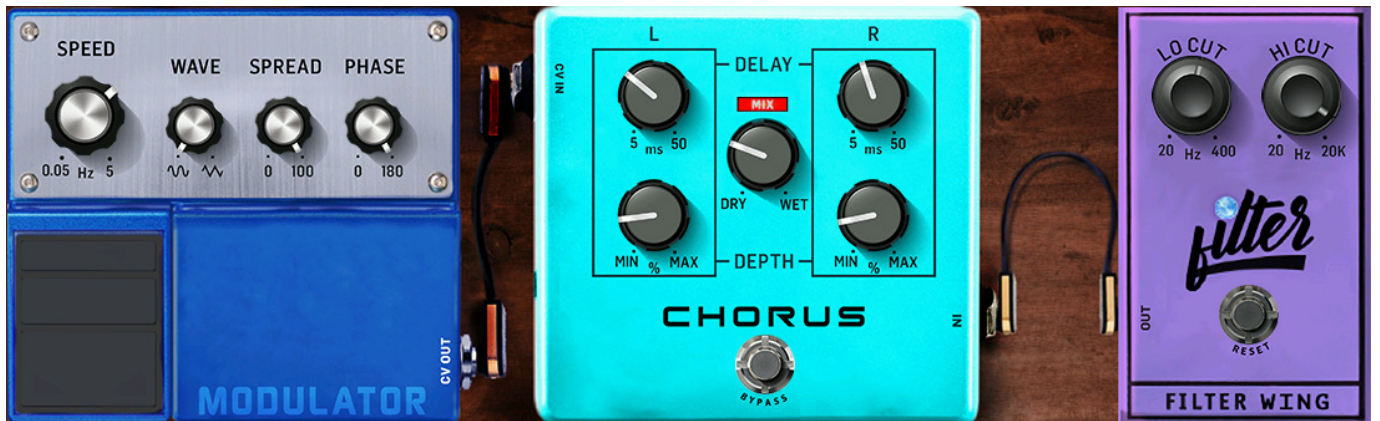 SPEED
WAVE SPREAD PHASE
0.05 Hz 5
0 100
0 180
CV OUT
MODULATOR
CV IN
L R
DELAY
MIX
5 ms 50
5 ms 50
DRY WET
MIN % MAX
DEPTH
MIN % MAX
CHORUS
IN
BYPASS
LO CUT HI CUT
20 Hz 400
20 Hz 20K
filter
OUT
RESET
FILTER WING